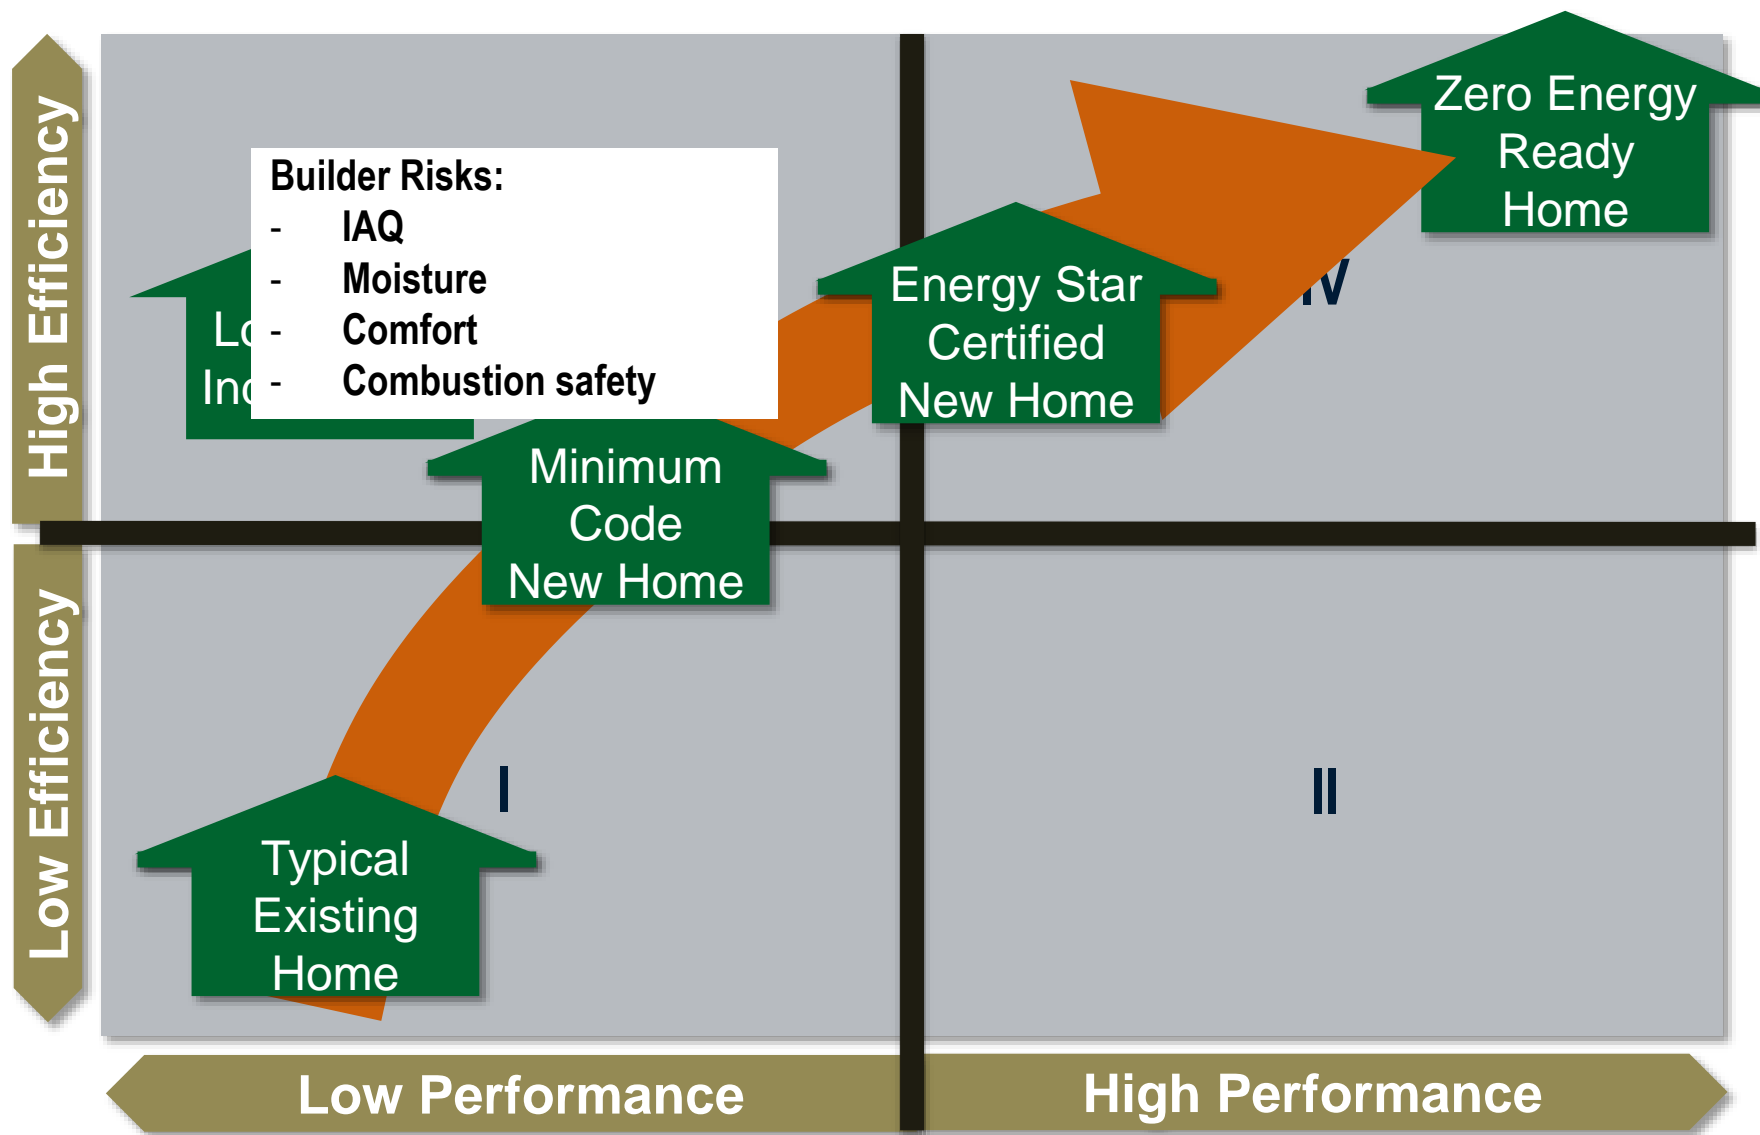 High Efficiency
Low Efficiency
Zero Energy
Ready
Home
Builder Risks:
- IAQ
- Moisture
- Comfort
- Combustion safety
Energy Star
Certified
New Home
IV
Minimum
Code
New Home
I
II
Typical
Existing
Home
Low Performance
High Performance